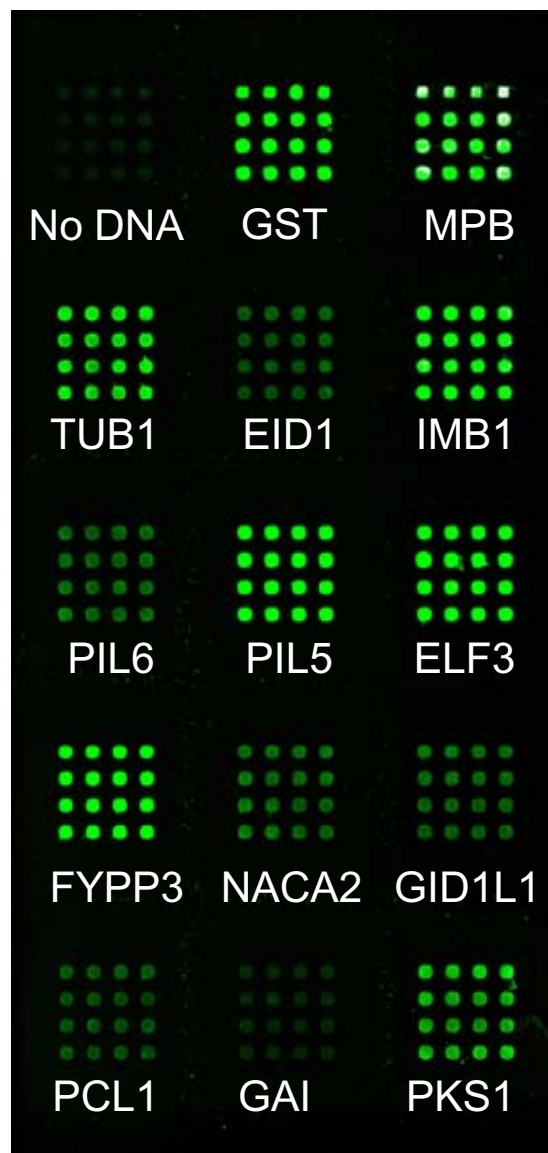 No DNA GST MPB
TUB1 EID1 IMB1
PIL6 PIL5 ELF3
FYPP3 NACA2 GID1L1
PCL1 GAI PKS1